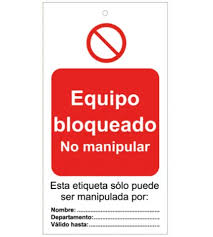 Equipo
bloqueado
No manipular
Esta etiqueta sólo puede
ser manipulada por:
Nombre:
Departamento:
Válido hasta: